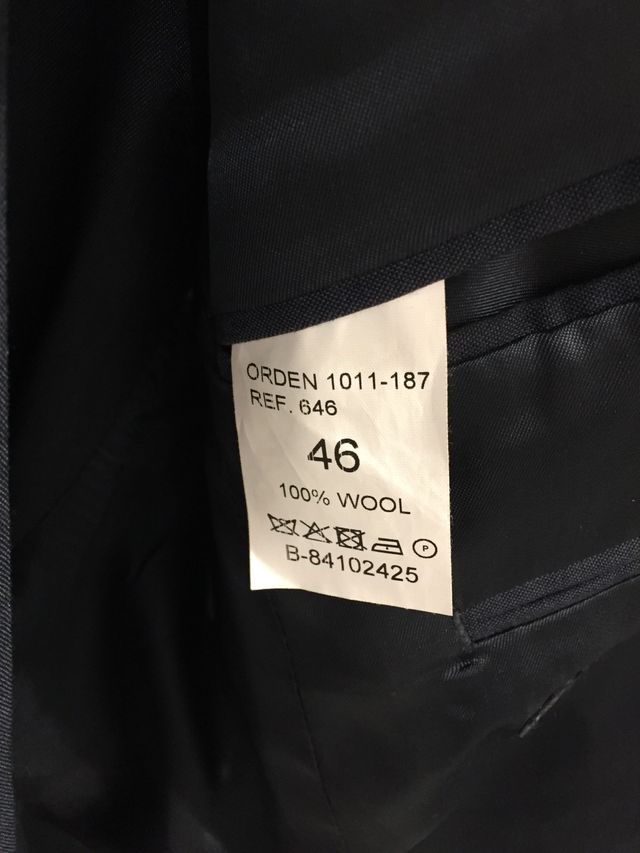 ORDEN 1011-187
REF. 646
46
100% WOOL
P
B-84102425